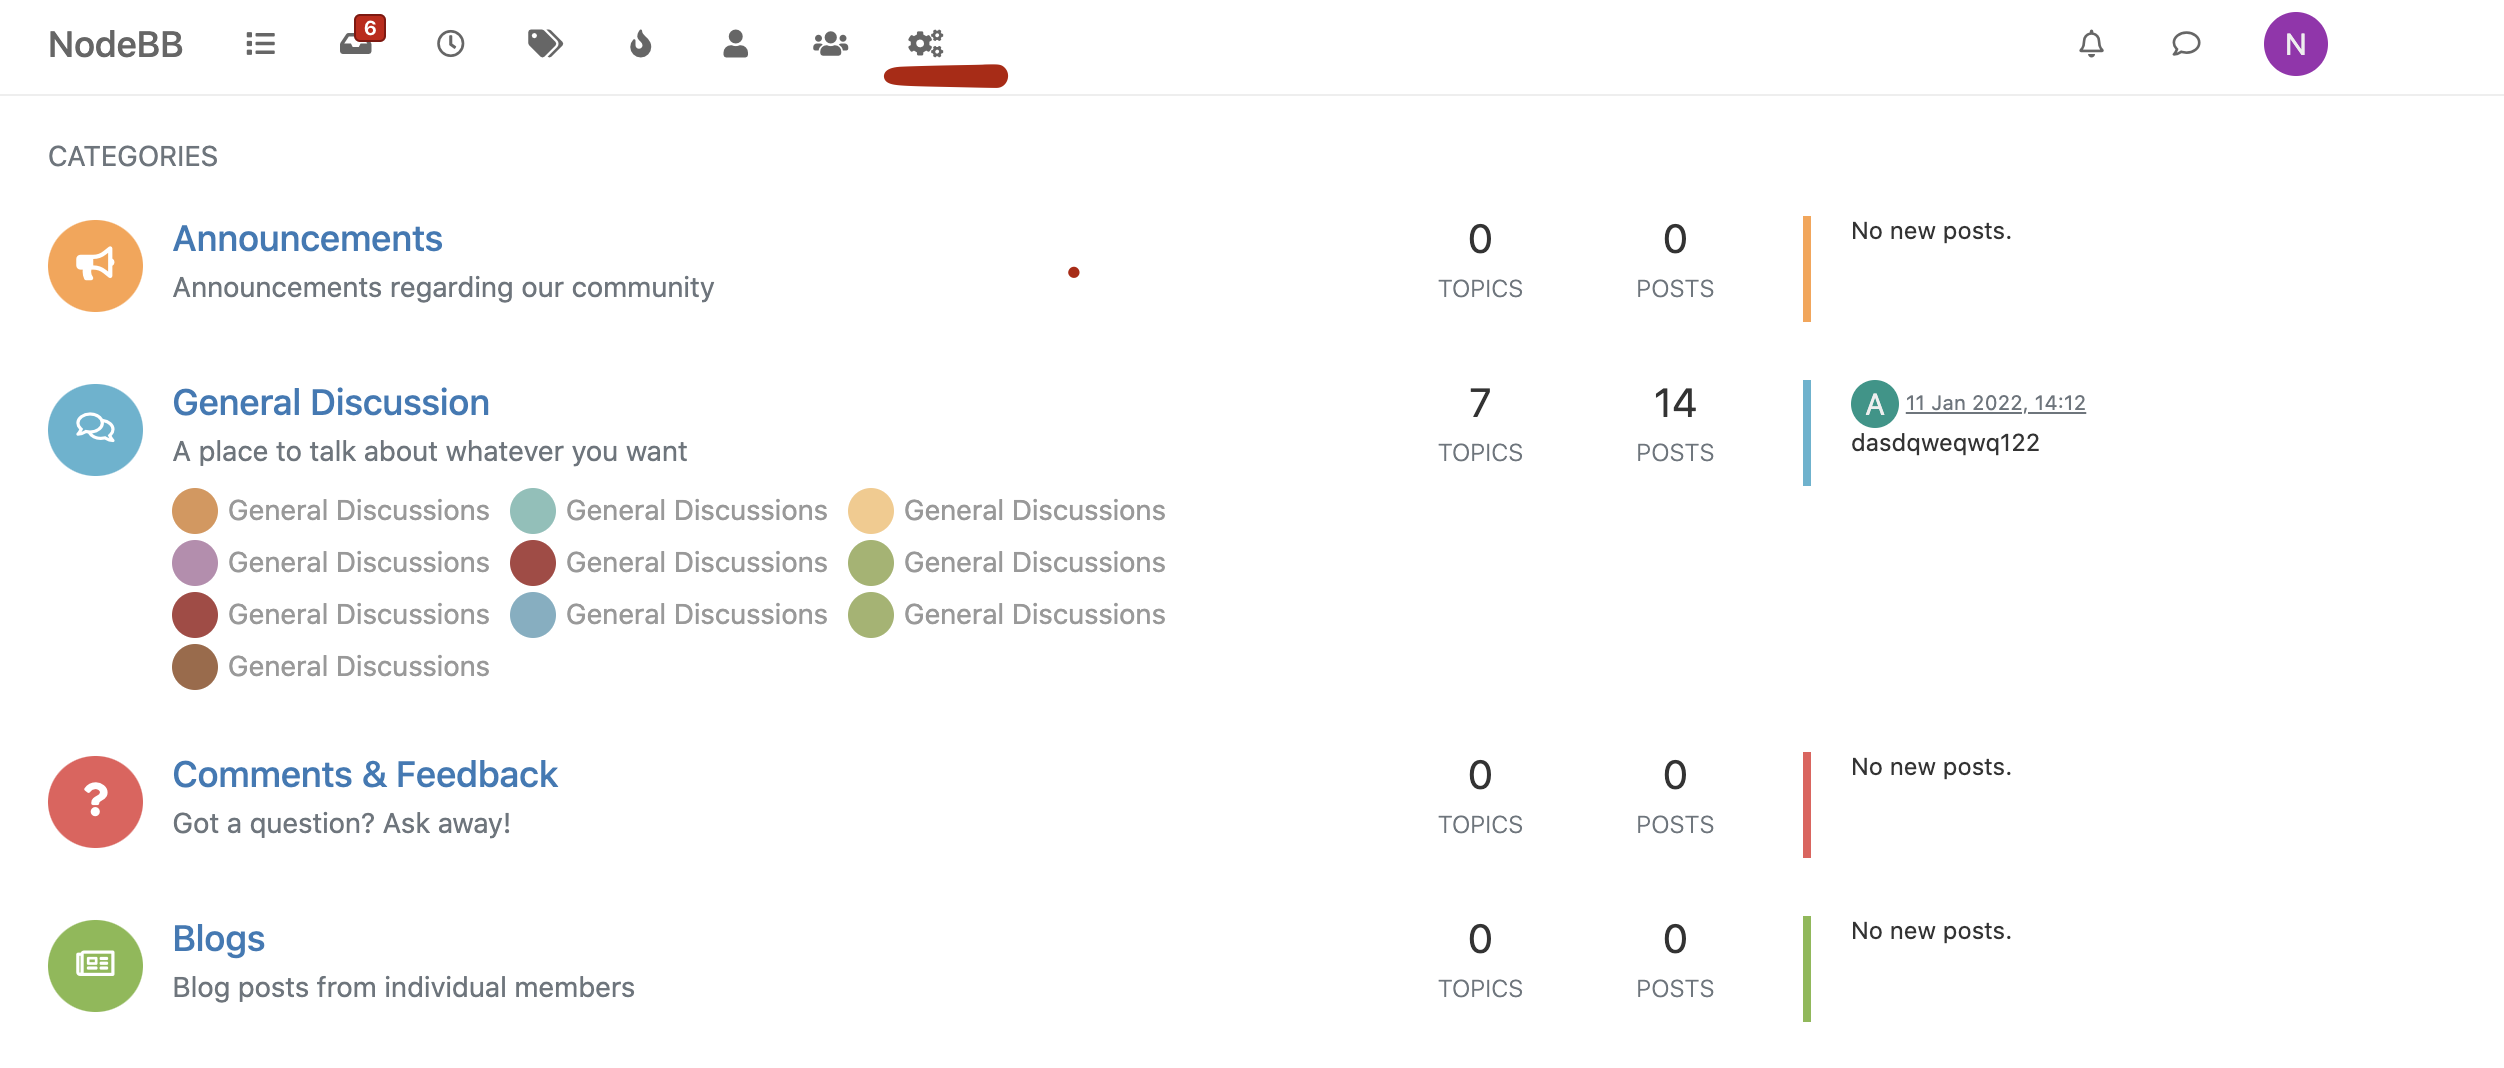 NodeBB 6 N
CATEGORIES
Announcements
Announcements regarding our community
0 TOPICS
0 POSTS
No new posts.
General Discussion
A place to talk about whatever you want
General Discussions General Discussions General Discussions
General Discussions General Discussions General Discussions
General Discussions General Discussions General Discussions
General Discussions
7 TOPICS
14 POSTS
A 11 Jan 2022, 14:12
dasdqweqwq122
Comments & Feedback
Got a question? Ask away!
0 TOPICS
0 POSTS
No new posts.
Blogs
Blog posts from individual members
0 TOPICS
0 POSTS
No new posts.